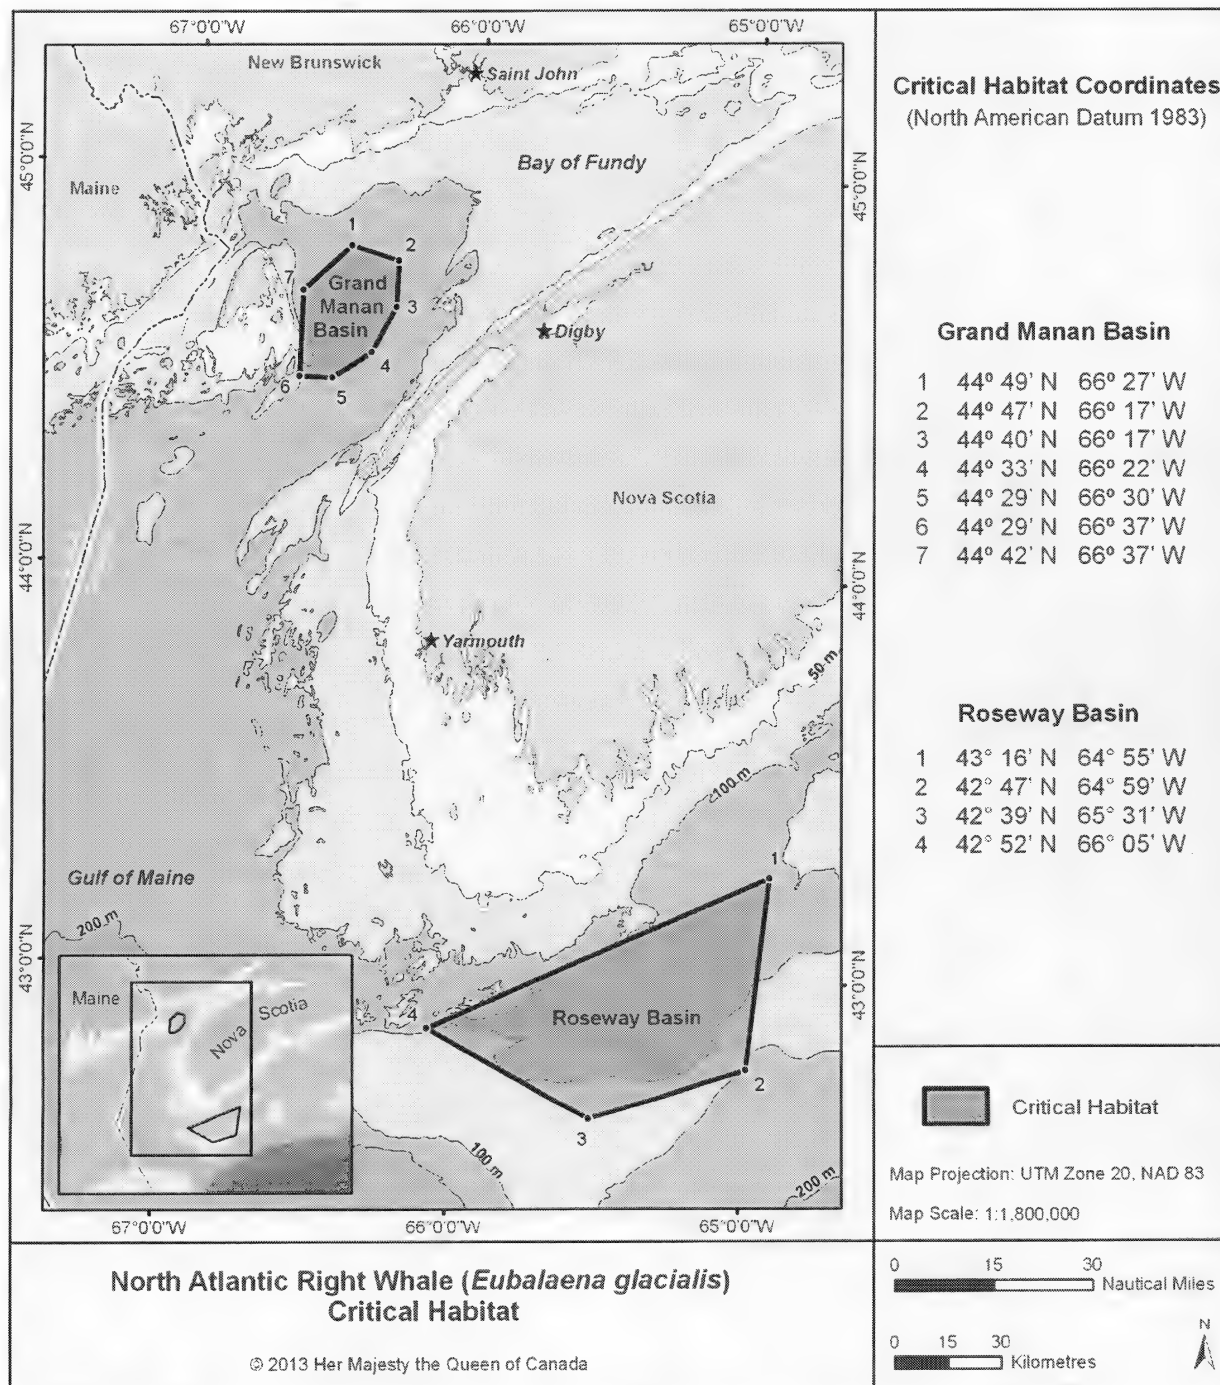 67°0'0"W 66°0'0"W 65°0'0"W
New Brunswick
Saint John
Bay of Fundy
Maine
45°0'0"N
45°0'0"N
1
2
Grand
Manan
Basin
7
3
4
5
6
Digby
Nova Scotia
44°0'0"N
44°0'0"N
Yarmouth
50 m
100 m
Gulf of Maine
200 m
43°0'0"N
43°0'0"N
1
4
Roseway Basin
2
3
100 m
200 m
Maine
Nova Scotia
67°0'0"W 66°0'0"W 65°0'0"W
Critical Habitat Coordinates
(North American Datum 1983)
Grand Manan Basin
1 44º 49' N 66º 27' W
2 44º 47' N 66º 17' W
3 44º 40' N 66º 17' W
4 44º 33' N 66º 22' W
5 44º 29' N 66º 30' W
6 44º 29' N 66º 37' W
7 44º 42' N 66º 37' W
Roseway Basin
1 43° 16' N 64° 55' W
2 42° 47' N 64° 59' W
3 42° 39' N 65° 31' W
4 42° 52' N 66° 05' W
Critical Habitat
Map Projection: UTM Zone 20, NAD 83
Map Scale: 1:1,800,000
0 15 30
Nautical Miles
0 15 30
Kilometres
N
North Atlantic Right Whale (Eubalaena glacialis)
Critical Habitat
© 2013 Her Majesty the Queen of Canada